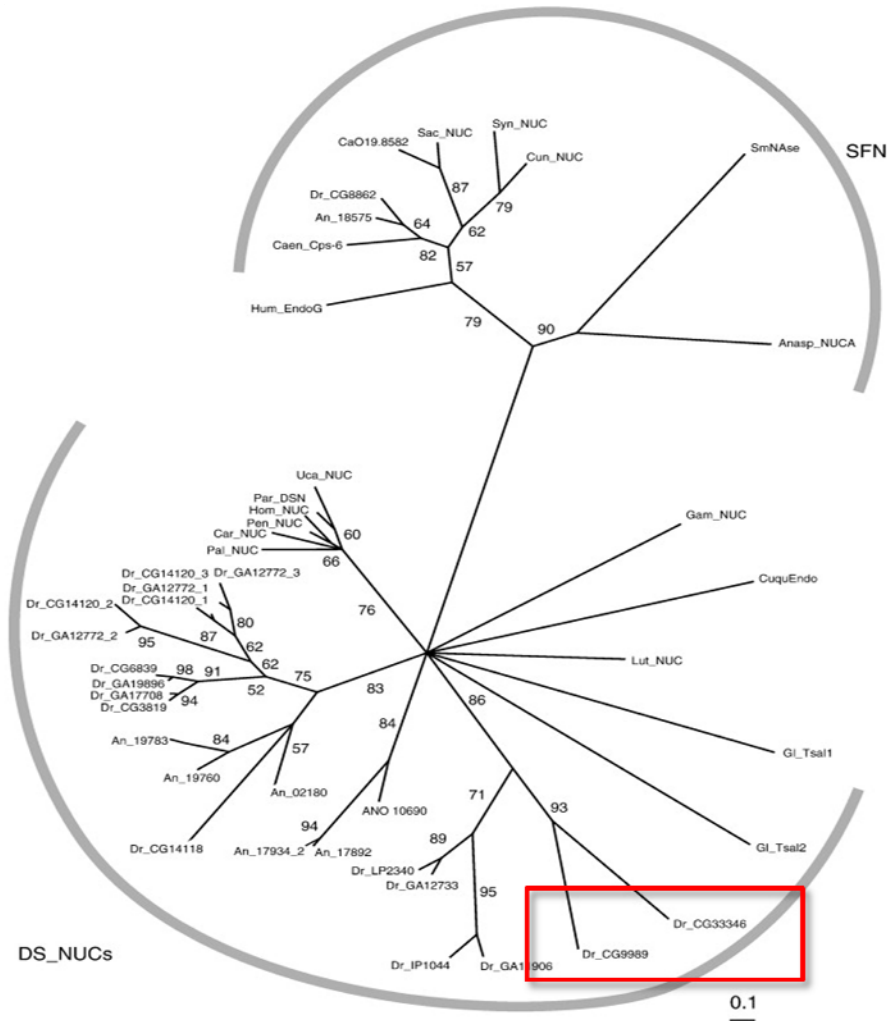 Syn_NUC
Sac_NUC
CaO19.8582
SmNAse
SFN
Cun_NUC
87
Dr_CG8862
79
64
An_18575
62
Caen_Cps-6
82
57
Hum_EndoG
79
90
Anasp_NUCA
Uca_NUC
Par_DSN
Hom_NUC
Gam_NUC
Pen_NUC
60
Car_NUC
Pal_NUC
66
Dr_CG14120_3
Dr_GA12772_3
CuquEndo
Dr_GA12772_1
Dr_CG14120_1
Dr_CG14120_2
76
80
87
Dr_GA12772_2
95
62
Lut_NUC
62
Dr_CG6839
98
91
75
Dr_GA19896
52
83
86
Dr_GA17708
94
Dr_CG3819
84
An_19783
84
57
Gl_Tsal1
An_19760
An_02180
71
ANO 10690
93
94
89
Dr_CG14118
An_17934_2
An_17892
Gl_Tsal2
Dr_LP2340
Dr_GA12733
95
Dr_CG33346
DS_NUCs
Dr_CG9989
Dr_IP1044
0.1